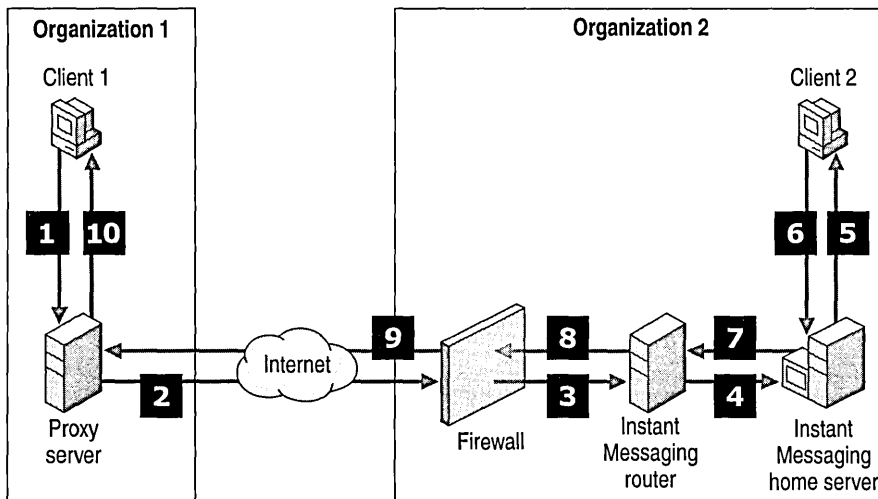 Organization 1
Organization 2
Client 1
Client 2
1
10
6
5
9
8
7
Internet
2
3
4
Proxy
server
Firewall
Instant
Messaging
router
Instant
Messaging
home server